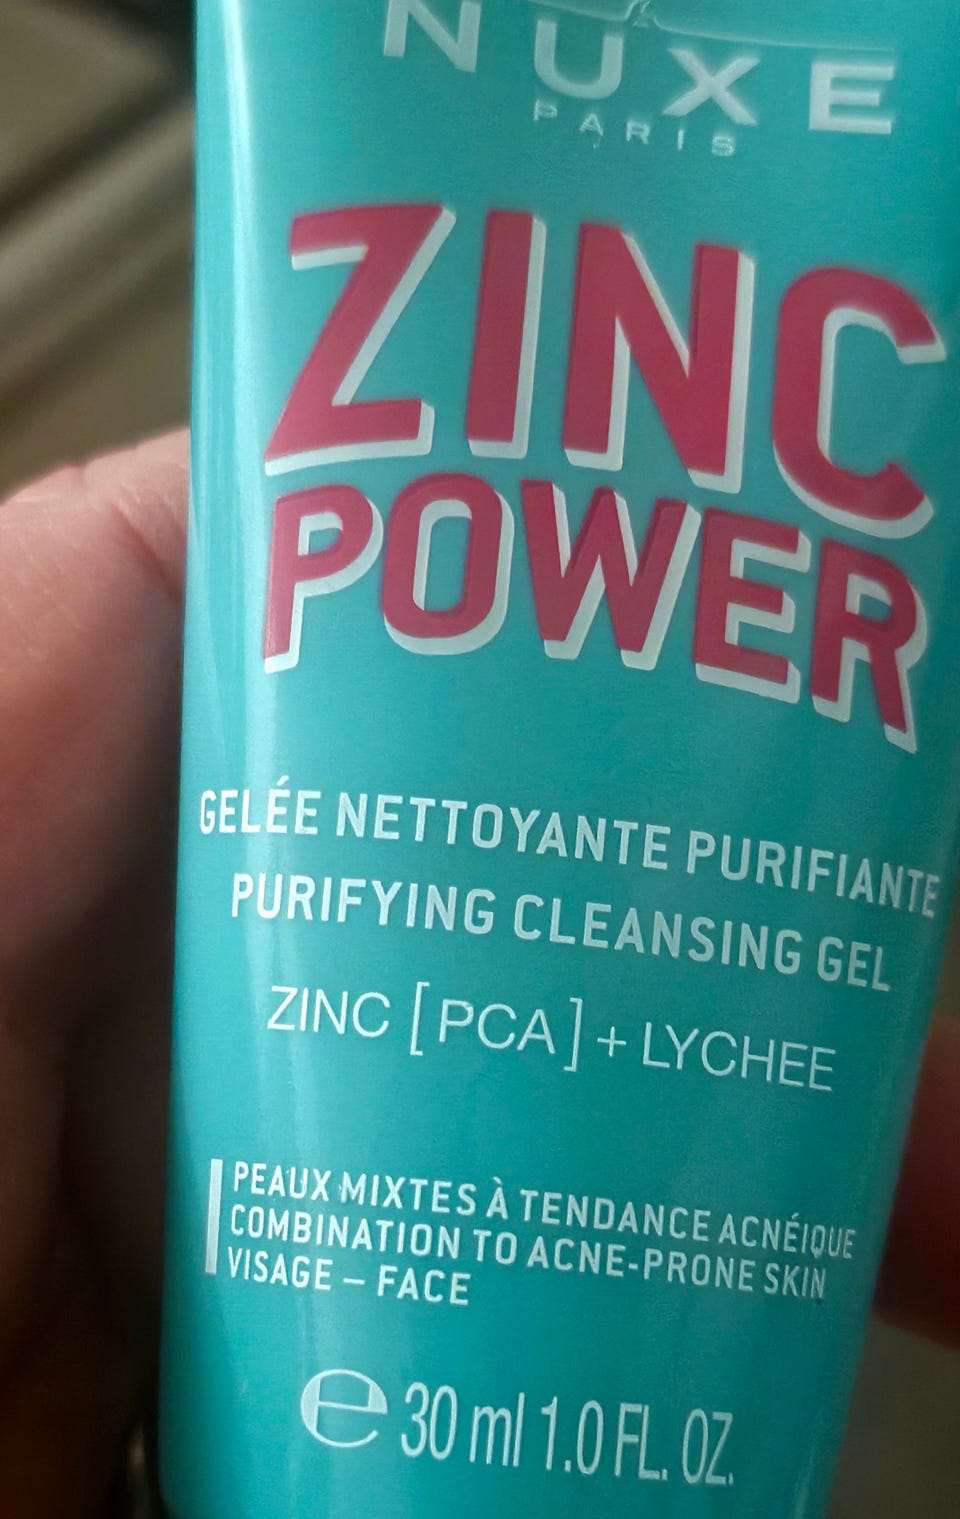 NUXE
PARIS
ZINC
POWER
GELÉE NETTOYANTE PURIFIANTE
PURIFYING CLEANSING GEL
ZINC [PCA] + LYCHEE
PEAUX MIXTES À TENDANCE ACNÉIQUE
COMBINATION TO ACNE-PRONE SKIN
VISAGE – FACE
℮ 30 ml 1.0 FL. OZ.